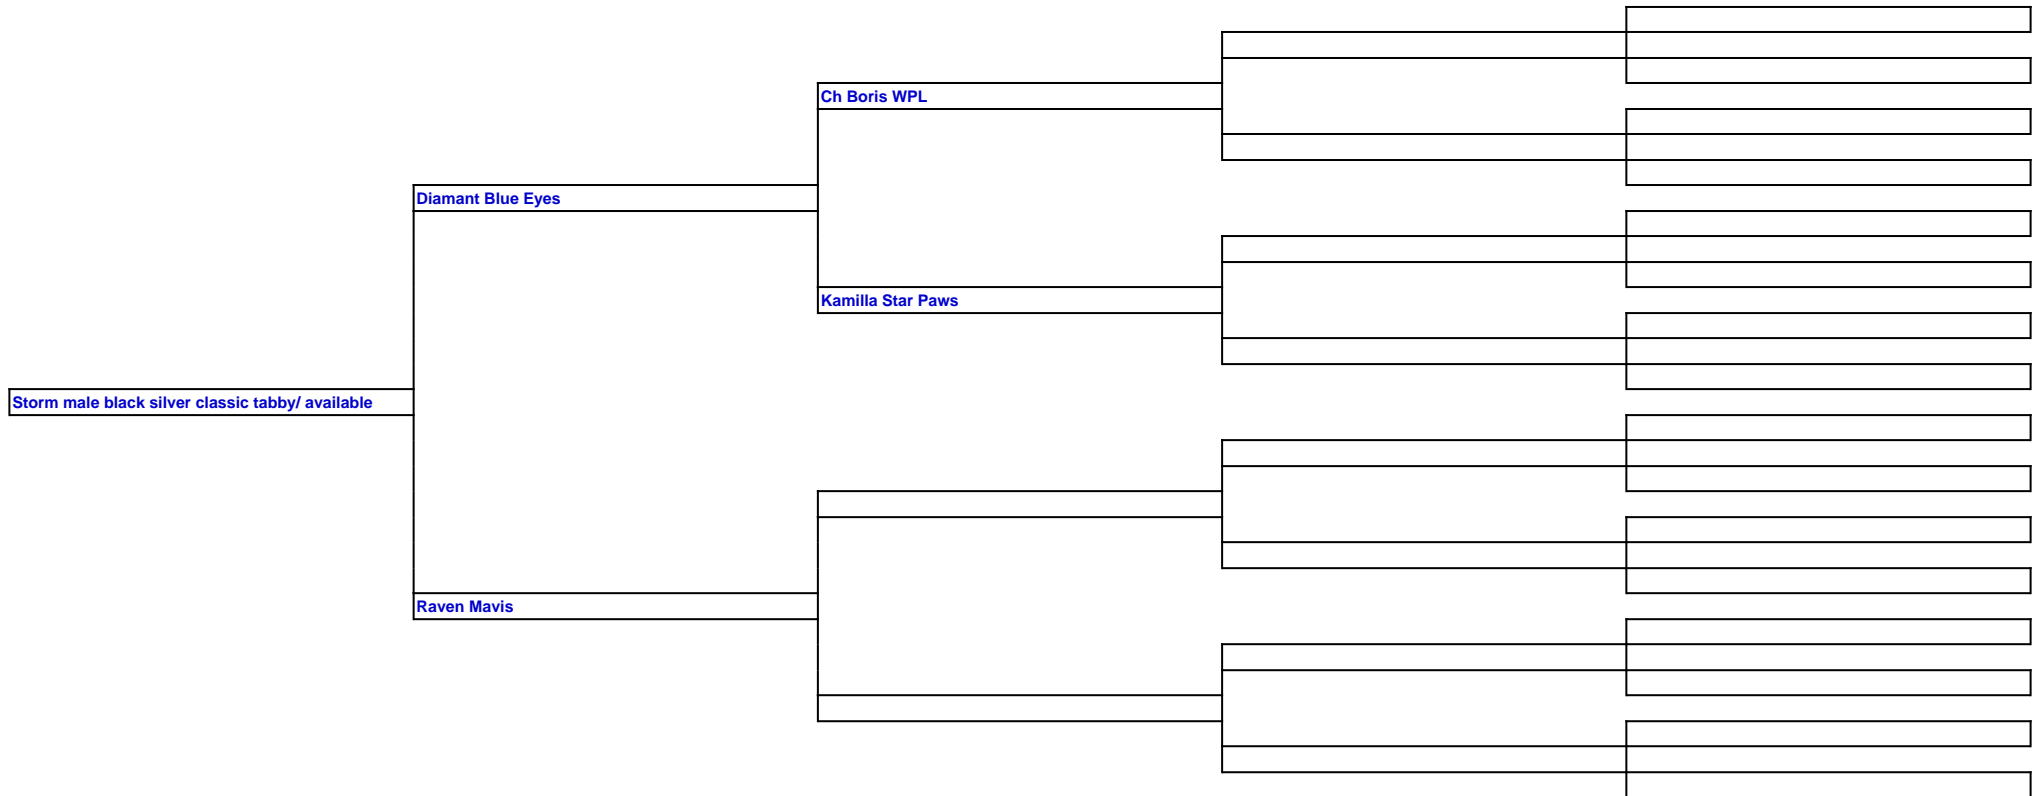 Ch Boris WPL
Diamant Blue Eyes
Kamilla Star Paws
Storm male black silver classic tabby/ available
Raven Mavis